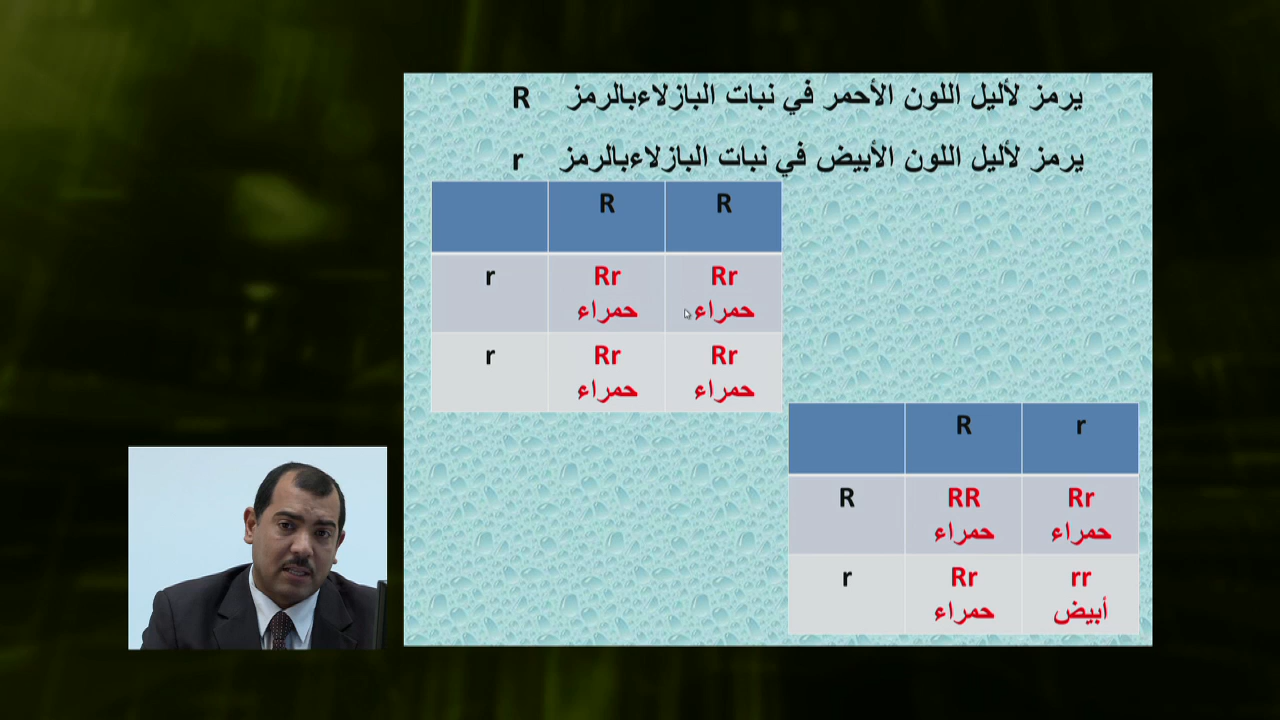 يرمز لأليل اللون الأحمر في نبات البازلاءبالرمز R
يرمز لأليل اللون الأبيض في نبات البازلاءبالرمز r
R R
r Rr Rr
حمراء حمراء
r Rr Rr
حمراء حمراء
R r
R RR Rr
حمراء حمراء
r Rr rr
حمراء أبيض